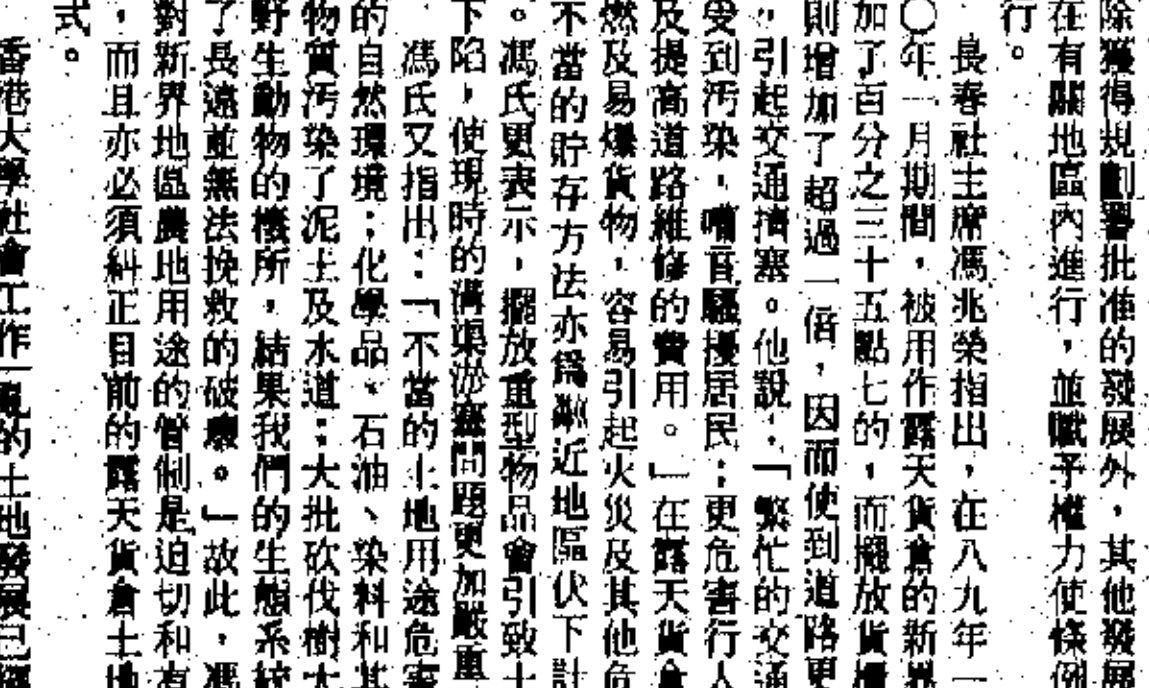 除獲得規劃署批准的發展外，其他發展
在有關地區內進行，並賦予權力使條例
行。
長春社主席馮兆榮指出，在八九年一
〇年一月期間，被用作露天貨倉的新界
加了百分之三十五點七的，而擺放貨櫃
則增加了超過一倍，因而使到道路更
，引起交通擠塞。他說：「繁忙的交通
受到污染，嘈音騷擾居民；更危害行人
及提高道路維修的費用。」在露天貨倉
燃及易爆貨物，容易引起火災及其他危
不當的貯存方法亦為鄰近地區伏下計
。馮氏更表示，擺放重型物品會引致土
下陷，使現時的溝渠淤塞問題更加嚴重
馮氏又指出：「不當的土地用途危害
的自然環境；化學品、石油、染料和其
物質污染了泥土及水道；大批砍伐樹木
野生動物的棲所，結果我們的生態系統
了長遠並無法挽救的破壞。」故此，馮
對新界地區農地用途的管制是迫切和有
，而且亦必須糾正目前的露天貨倉土地
式。
香港大學社會工作一風的土地發展已經